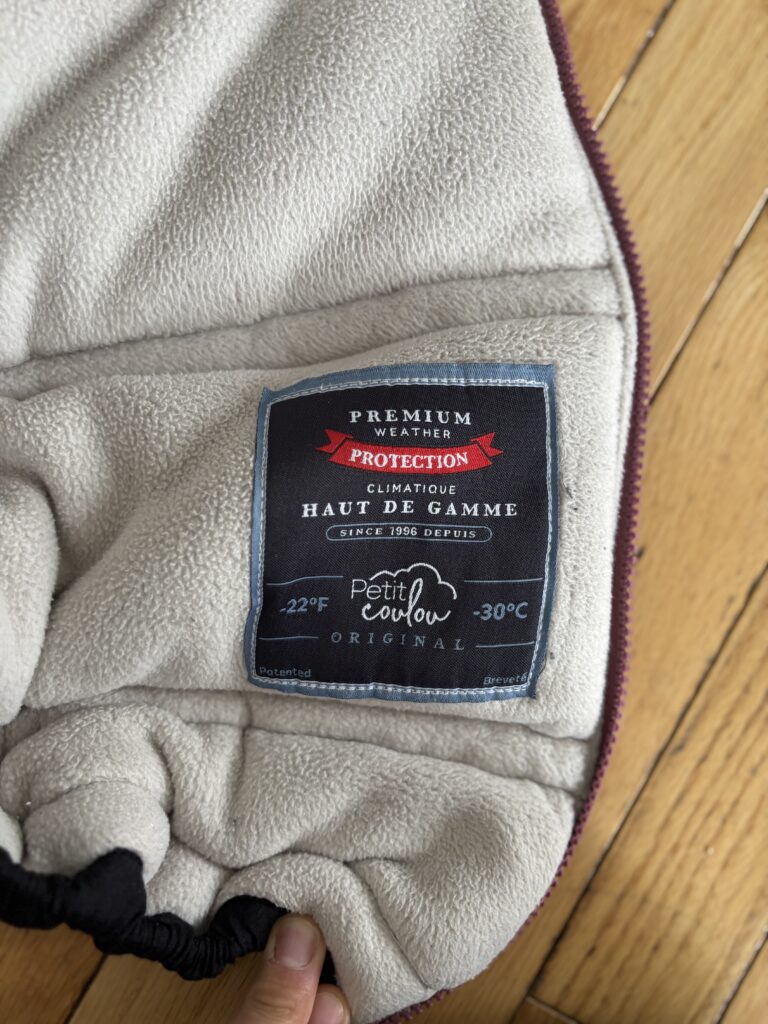 PREMIUM
WEATHER
PROTECTION
CLIMATIQUE
HAUT DE GAMME
SINCE 1996 DEPUIS
-22°F Petit coulou -30°C
ORIGINAL
Patented Breveté